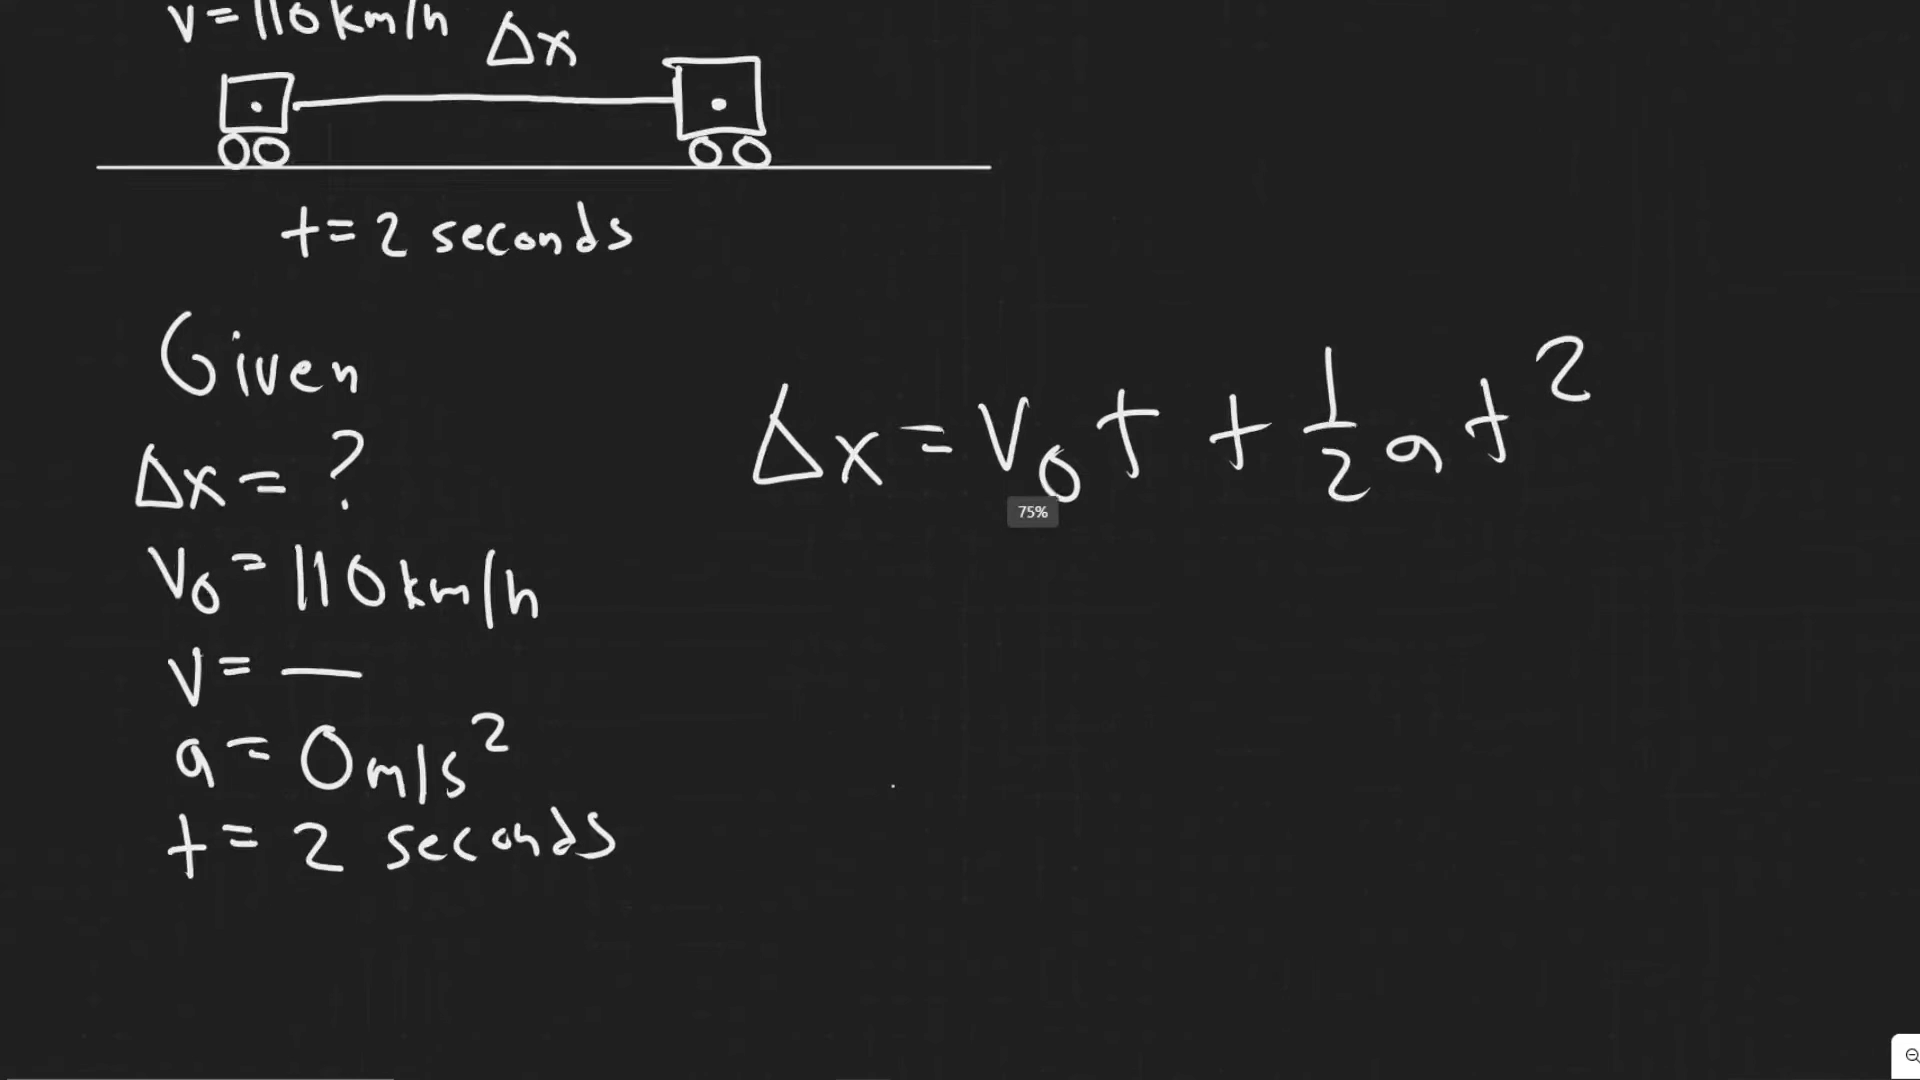 v=110km/h Δx
t=2 seconds
Given
Δx=?
v₀=110km/h
v=—
a=0m/s²
t=2 seconds
Δx=v₀t+½at²
75%